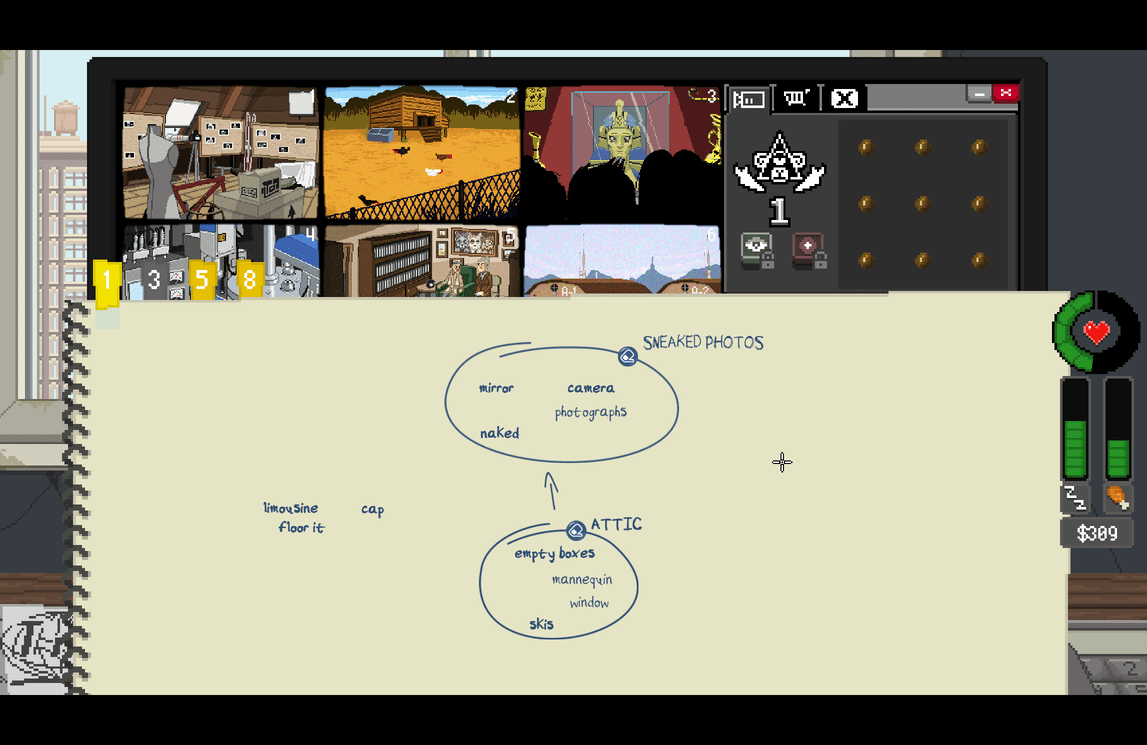 2
3
1
4
5
6
A-1
A-2
1
3
5
8
SNEAKED PHOTOS
mirror
camera
photographs
naked
limousine
cap
floor it
ATTIC
empty boxes
mannequin
window
skis
$309
2